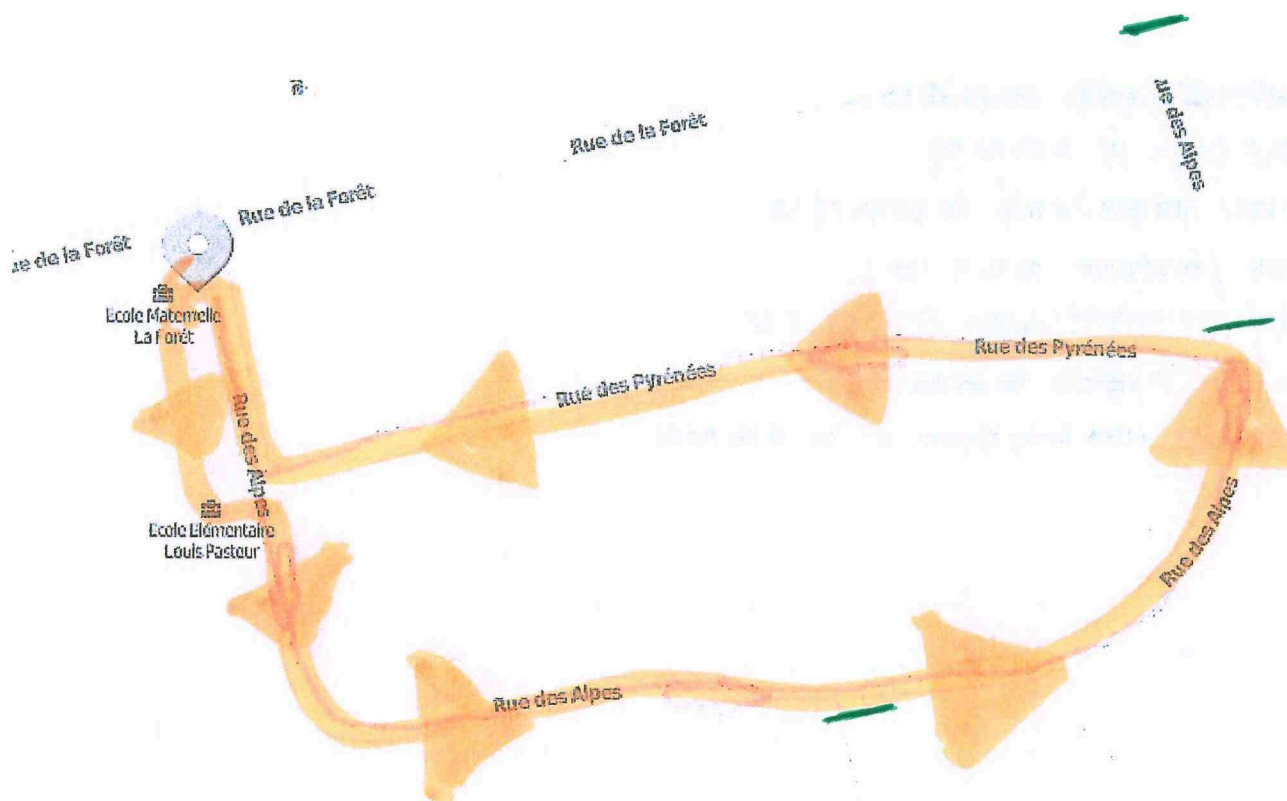 ue des Alpes
Rue de la Forêt
Rue de la Forêt
ue de la Forêt
Ecole Maternelle
La Forêt
Rue des Pyrénées
Rue des Pyrénées
Rue des Alpes
Ecole Elémentaire
Louis Pasteur
Rue des Alpes
Rue des Alpes